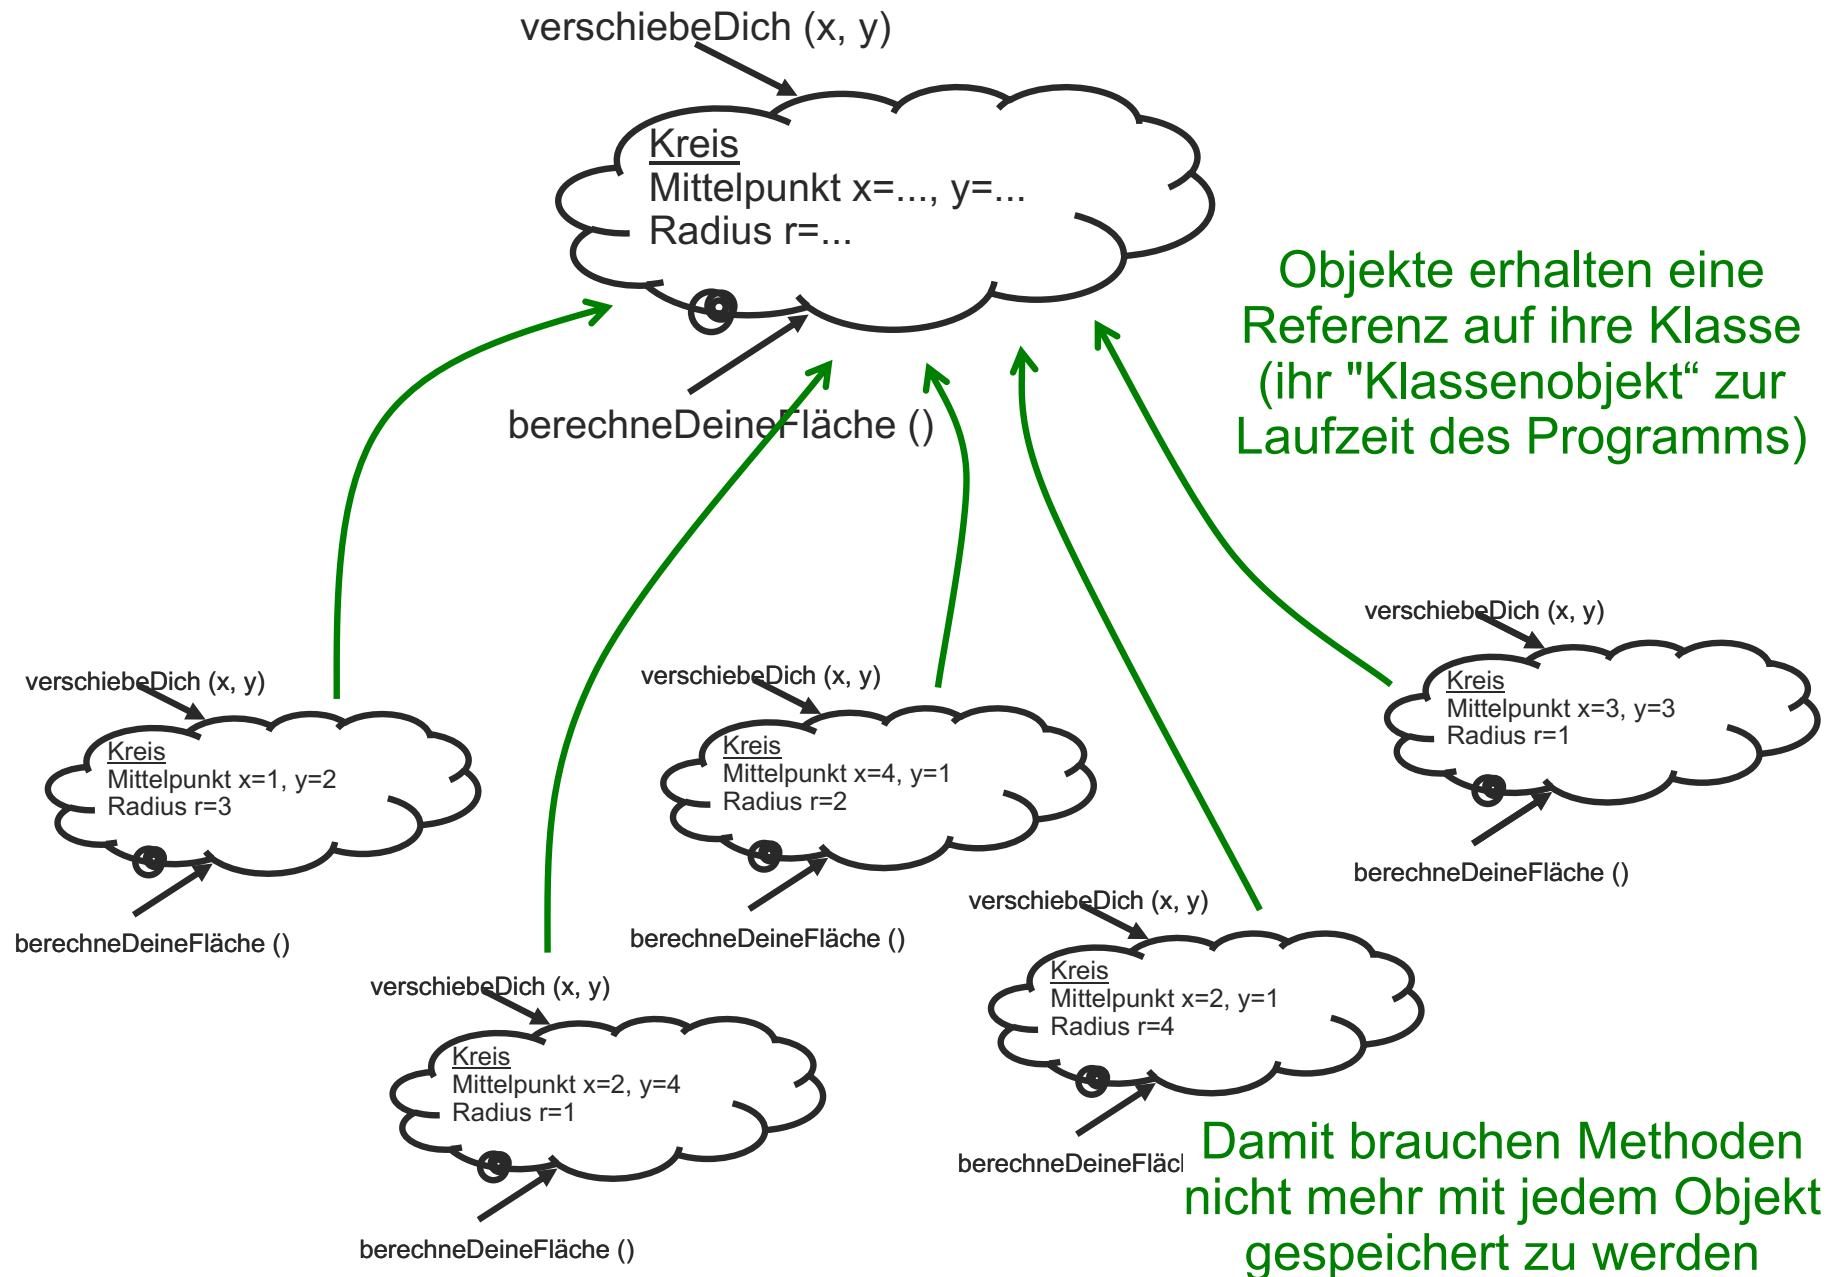 verschiebeDich (x, y)
Kreis
Mittelpunkt x=..., y=...
Radius r=...
berechneDeineFläche ()
Objekte erhalten eine
Referenz auf ihre Klasse
(ihr "Klassenobjekt“ zur
Laufzeit des Programms)
verschiebeDich (x, y)
Kreis
Mittelpunkt x=1, y=2
Radius r=3
berechneDeineFläche ()
verschiebeDich (x, y)
Kreis
Mittelpunkt x=4, y=1
Radius r=2
berechneDeineFläche ()
verschiebeDich (x, y)
Kreis
Mittelpunkt x=3, y=3
Radius r=1
berechneDeineFläche ()
verschiebeDich (x, y)
Kreis
Mittelpunkt x=2, y=4
Radius r=1
berechneDeineFläche ()
verschiebeDich (x, y)
Kreis
Mittelpunkt x=2, y=1
Radius r=4
berechneDeineFläc
Damit brauchen Methoden
nicht mehr mit jedem Objekt
gespeichert zu werden